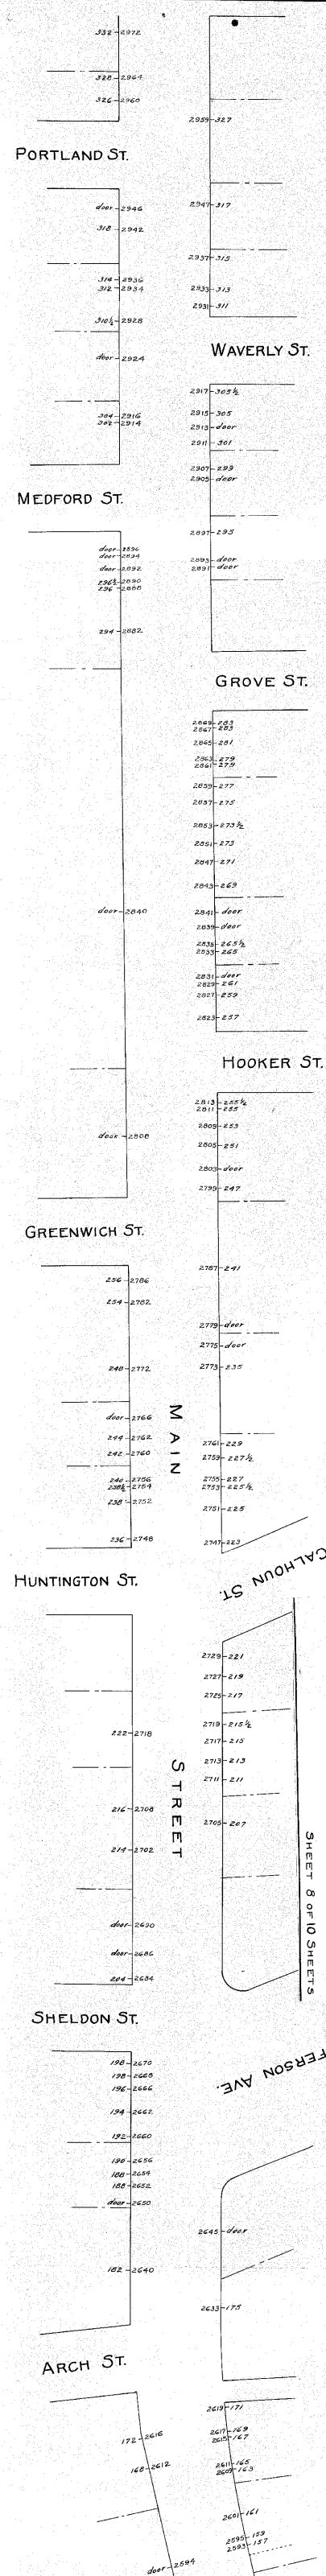 332-2972
328-2964
326-2960
PORTLAND ST.
door-2946
318-2942
314-2936
312-2934
310½-2928
door-2924
304-2916
302-2914
MEDFORD ST.
door-2896
door-2894
door-2892
296½-2890
296-2888
294-2882
door-2840
door-2808
GREENWICH ST.
256-2786
254-2782
248-2772
door-2766
244-2762
242-2760
240-2756
238½-2754
238-2752
236-2748
HUNTINGTON ST.
222-2718
216-2708
214-2702
door-2690
door-2686
204-2684
SHELDON ST.
198-2670
198-2668
196-2666
194-2662
192-2660
190-2656
188-2654
188-2652
door-2650
182-2640
ARCH ST.
172-2616
168-2612
door-2594
MAIN
STREET
2959-327
2947-317
2937-315
2933-313
2931-311
WAVERLY ST.
2917-305½
2915-305
2913-door
2911-301
2907-299
2905-door
2897-295
2893-door
2891-door
GROVE ST.
2869-283
2867-283
2865-281
2863-279
2861-279
2859-277
2857-275
2853-273½
2851-273
2847-271
2843-269
2841-door
2839-door
2835-265½
2833-265
2831-door
2829-261
2827-259
2823-257
HOOKER ST.
2813-255½
2811-255
2809-253
2805-251
2803-door
2799-247
2787-241
2779-door
2775-door
2773-235
2761-229
2759-227½
2755-227
2753-225½
2751-225
2747-223
CALHOUN ST.
2729-221
2727-219
2725-217
2719-215½
2717-215
2713-213
2711-211
2705-207
SHEET 8 OF 10 SHEETS
FERSON AVE.
2645-door
2633-175
2619-171
2617-169
2615-167
2611-165
2609-163
2601-161
2595-159
2593-157